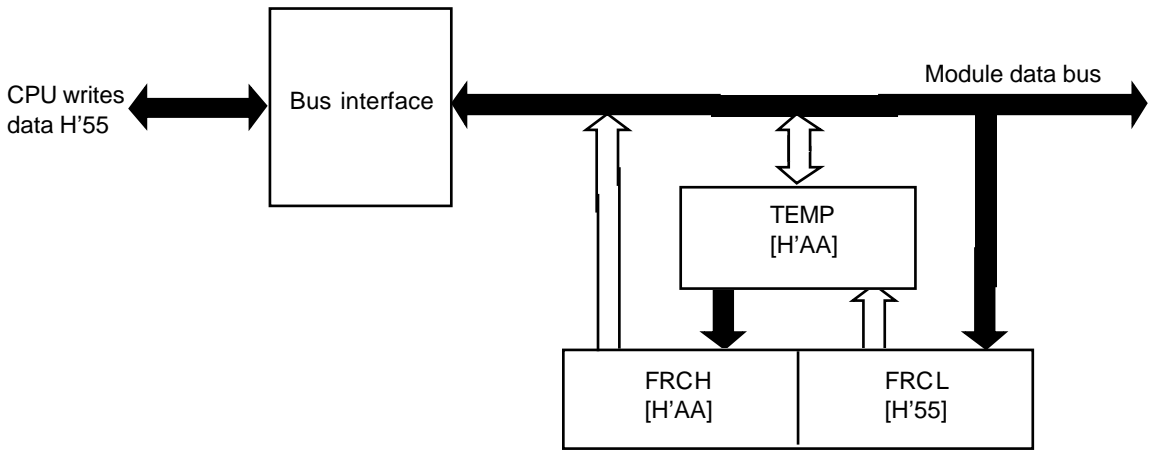 CPU writes
data H'55
Bus interface
Module data bus
TEMP
[H'AA]
FRCH
[H'AA]
FRCL
[H'55]